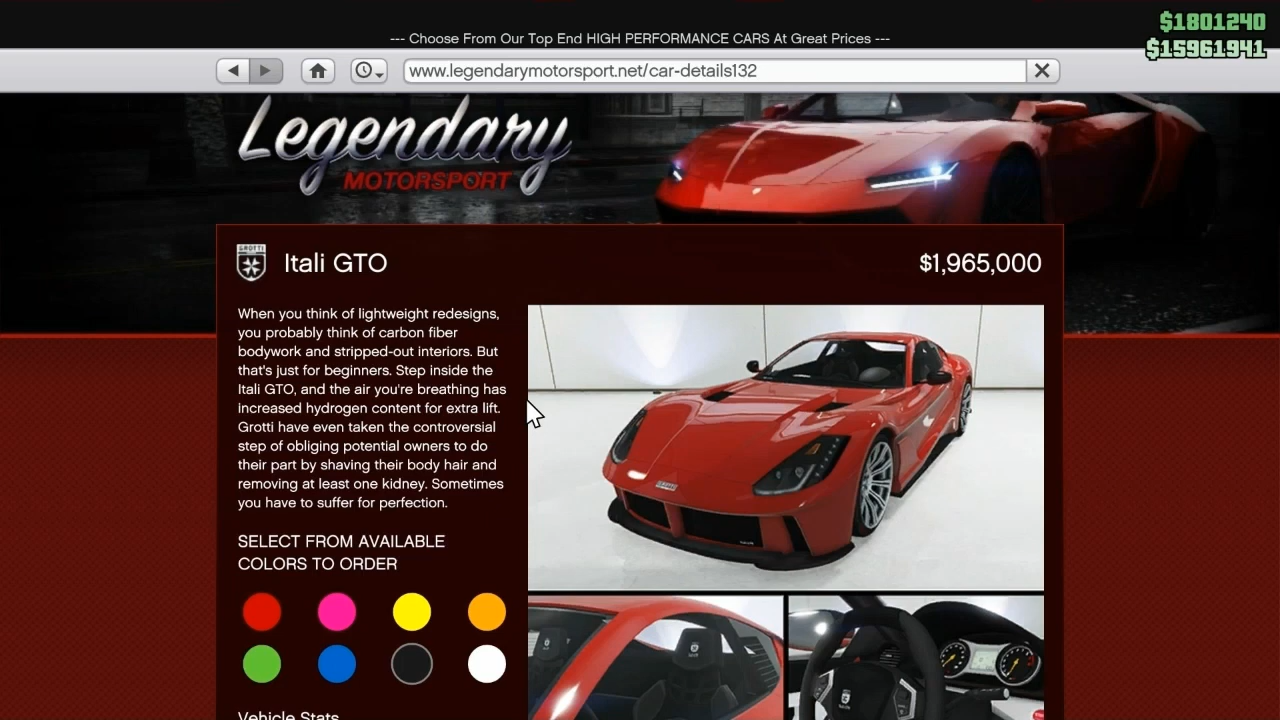 $1801240
--- Choose From Our Top End HIGH PERFORMANCE CARS At Great Prices ---
$15961941
www.legendarymotorsport.net/car-details132
Legendary
MOTORSPORT
GROTTI
Itali GTO
$1,965,000
When you think of lightweight redesigns,
you probably think of carbon fiber
bodywork and stripped-out interiors. But
that's just for beginners. Step inside the
Itali GTO, and the air you're breathing has
increased hydrogen content for extra lift.
Grotti have even taken the controversial
step of obliging potential owners to do
their part by shaving their body hair and
removing at least one kidney. Sometimes
you have to suffer for perfection.
SELECT FROM AVAILABLE
COLORS TO ORDER
Vehicle Stats